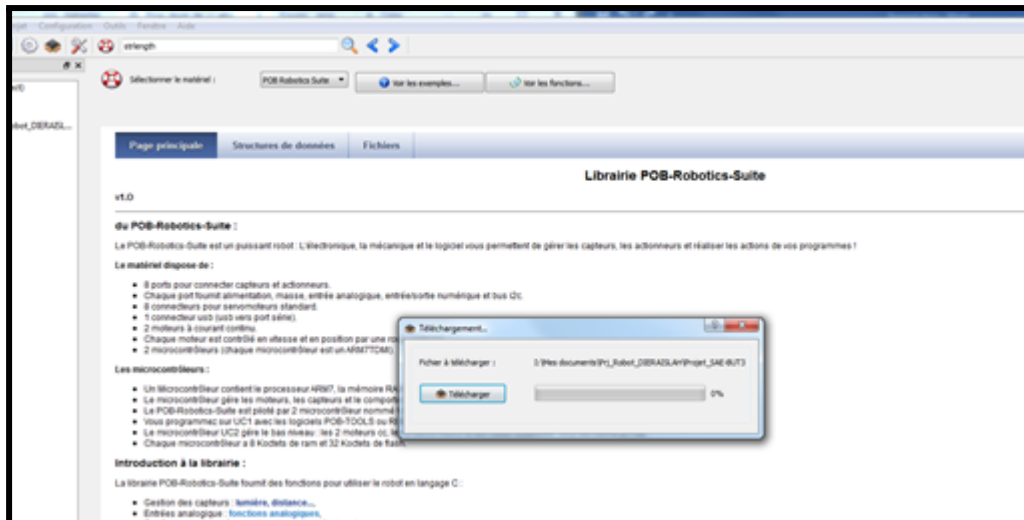 Projet Configuration Outils Fenêtre Aide
strlength
Sélectionner le matériel :
POB Robotics Suite
Voir les exemples...
Voir les fonctions...
Page principale
Structures de données
Fichiers
Librairie POB-Robotics-Suite
v1.0
du POB-Robotics-Suite :
Le POB-Robotics-Suite est un puissant robot : L'électronique, la mécanique et le logiciel vous permettent de gérer les capteurs, les actionneurs et réaliser les actions de vos programmes !
Le matériel dispose de :
8 ports pour connecter capteurs et actionneurs.
Chaque port fournit alimentation, masse, entrée analogique, entrée/sortie numérique et bus i2c.
8 connecteurs pour servomoteurs standard.
1 connecteur usb (usb vers port série).
2 moteurs à courant continu.
Chaque moteur est contrôlé en vitesse et en position par une
2 microcontrôleurs (chaque microcontrôleur est un ARM7TDMI).
Les microcontrôleurs :
Un Microcontrôleur contient le processeur ARM7, la mémoire
Le microcontrôleur gère les moteurs, les capteurs et le
Le POB-Robotics-Suite est piloté par 2 microcontrôleur nommé
Vous programmez sur UC1 avec les logiciels POB-TOOLS ou
Le microcontrôleur UC2 gère le bas niveau : les 2 moteurs cc,
Chaque microcontrôleur a 8 Koctets de ram et 32 Koctets de flash.
Téléchargement...
Fichier à télécharger :
Télécharger
0%
Introduction à la librairie :
La librairie POB-Robotics-Suite fournit des fonctions pour utiliser le robot en langage C :
Gestion des capteurs : lumière, distance...,
Entrées analogique : fonctions analogiques,